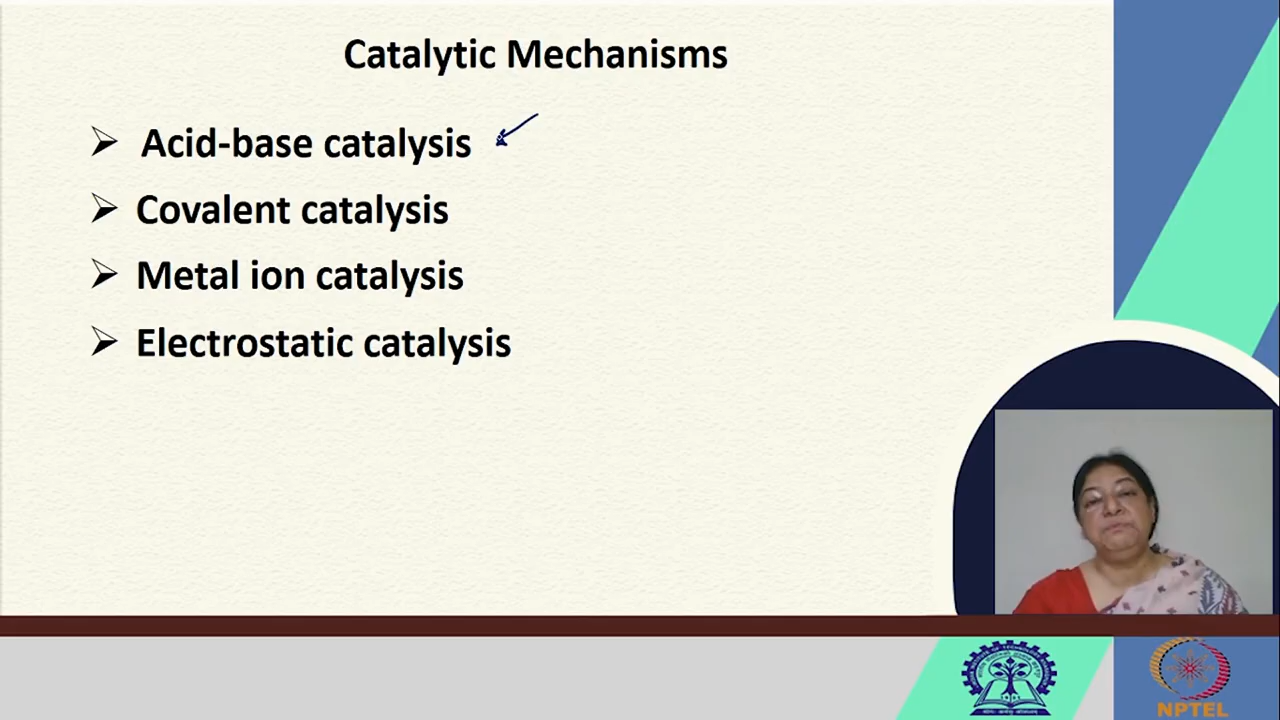 Catalytic Mechanisms
Acid-base catalysis
Covalent catalysis
Metal ion catalysis
Electrostatic catalysis
NPTEL